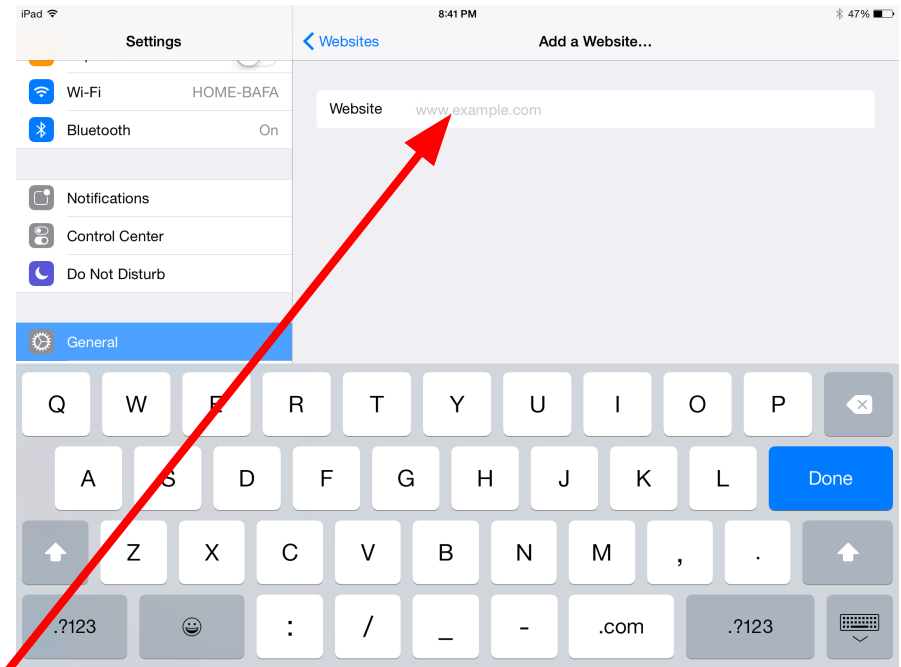 iPad 8:41 PM 47%
Settings
Websites Add a Website...
Wi-Fi HOME-BAFA
Website www.example.com
Bluetooth On
Notifications
Control Center
Do Not Disturb
General
Q W E R T Y U I O P
A S D F G H J K L Done
Z X C V B N M , .
.?123 : / _ - .com .?123